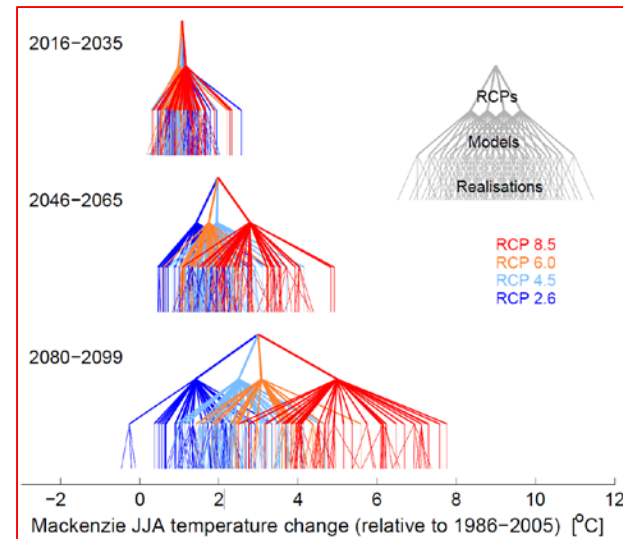 2016−2035
RCPs
Models
Realisations
2046−2065
RCP 8.5
RCP 6.0
RCP 4.5
RCP 2.6
2080−2099
−2 0 2 4 6 8 10 12
Mackenzie JJA temperature change (relative to 1986−2005) [°C]